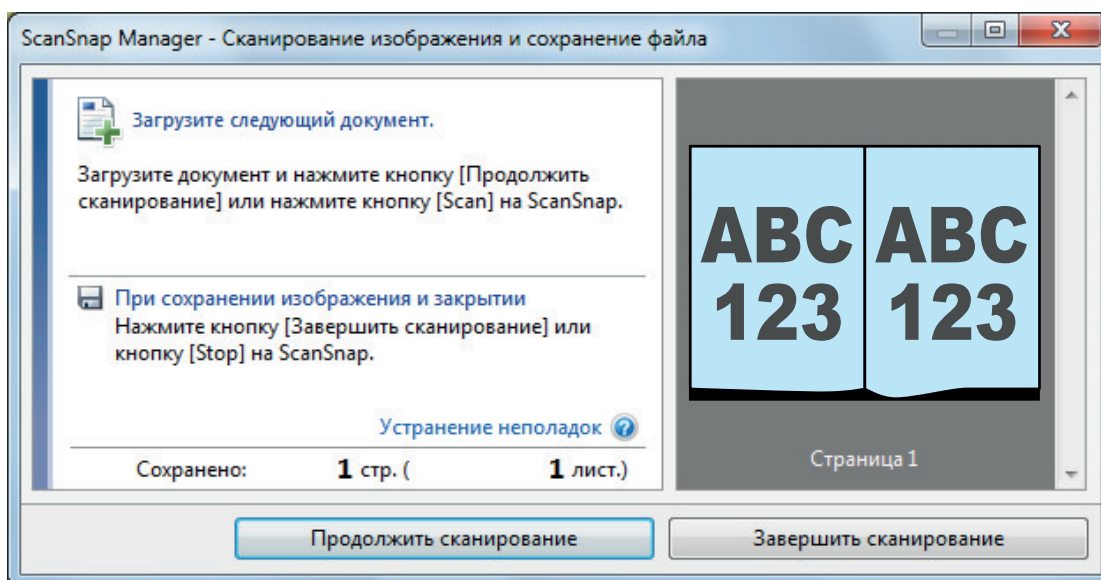 ScanSnap Manager - Сканирование изображения и сохранение файла
Загрузите следующий документ.
Загрузите документ и нажмите кнопку [Продолжить
сканирование] или нажмите кнопку [Scan] на ScanSnap.
При сохранении изображения и закрытии
Нажмите кнопку [Завершить сканирование] или
кнопку [Stop] на ScanSnap.
Устранение неполадок
Сохранено: 1 стр. ( 1 лист.)
ABC ABC
123 123
Страница 1
Продолжить сканирование Завершить сканирование